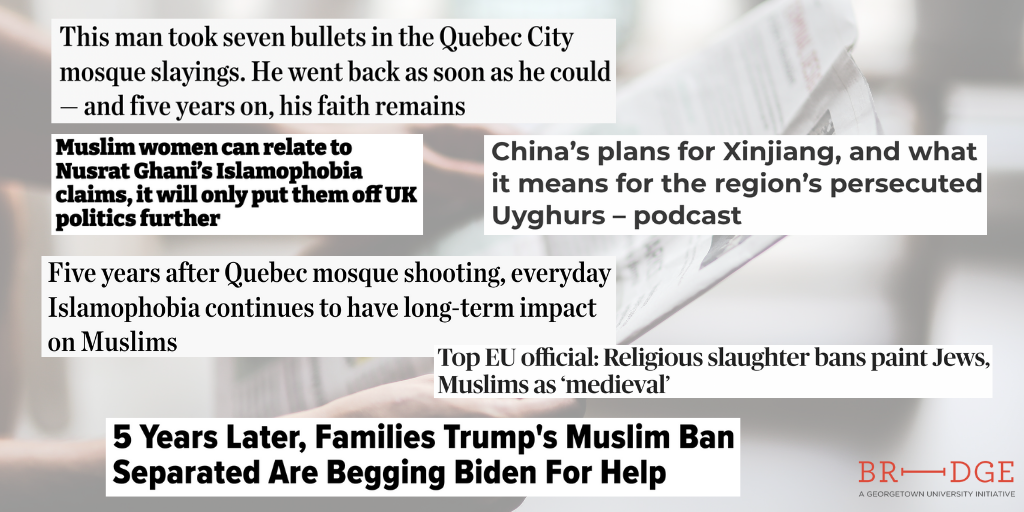 This man took seven bullets in the Quebec City
mosque slayings. He went back as soon as he could
— and five years on, his faith remains
Muslim women can relate to
Nusrat Ghani's Islamophobia
claims, it will only put them off UK
politics further
China's plans for Xinjiang, and what
it means for the region's persecuted
Uyghurs – podcast
Five years after Quebec mosque shooting, everyday
Islamophobia continues to have long-term impact
on Muslims
Top EU official: Religious slaughter bans paint Jews,
Muslims as ‘medieval’
5 Years Later, Families Trump's Muslim Ban
Separated Are Begging Biden For Help
BRIDGE
A GEORGETOWN UNIVERSITY INITIATIVE